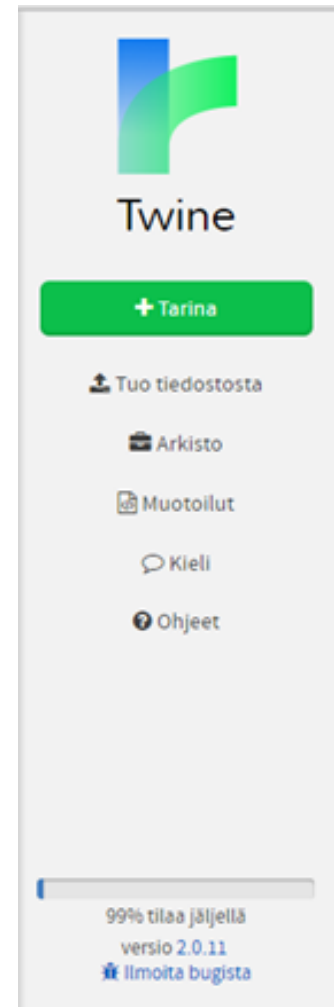 Twine
+ Tarina
Tuo tiedostosta
Arkisto
Muotoilut
Kieli
Ohjeet
99% tilaa jäljellä
versio 2.0.11
Ilmoita bugista